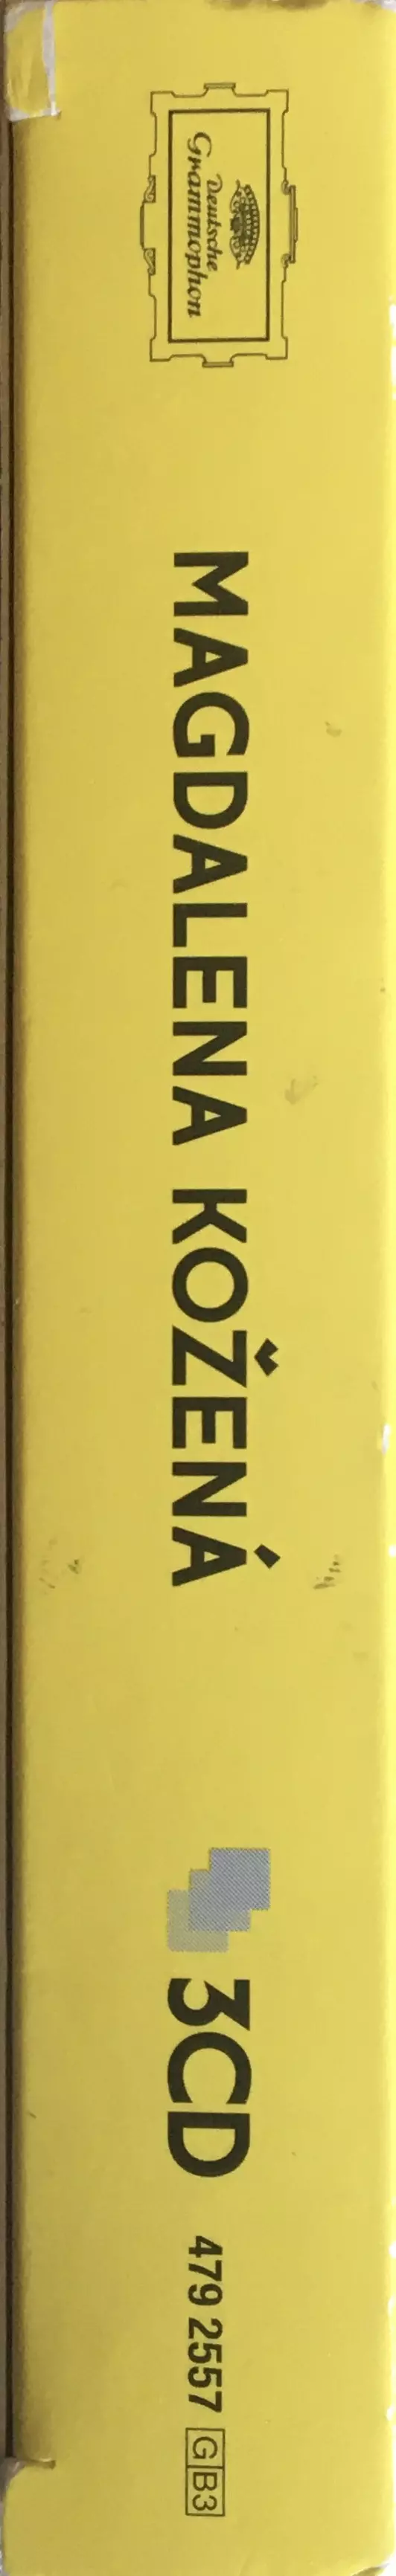 Deutsche
Grammophon
MAGDALENA KOŽENÁ
3CD
479 2557 GB3